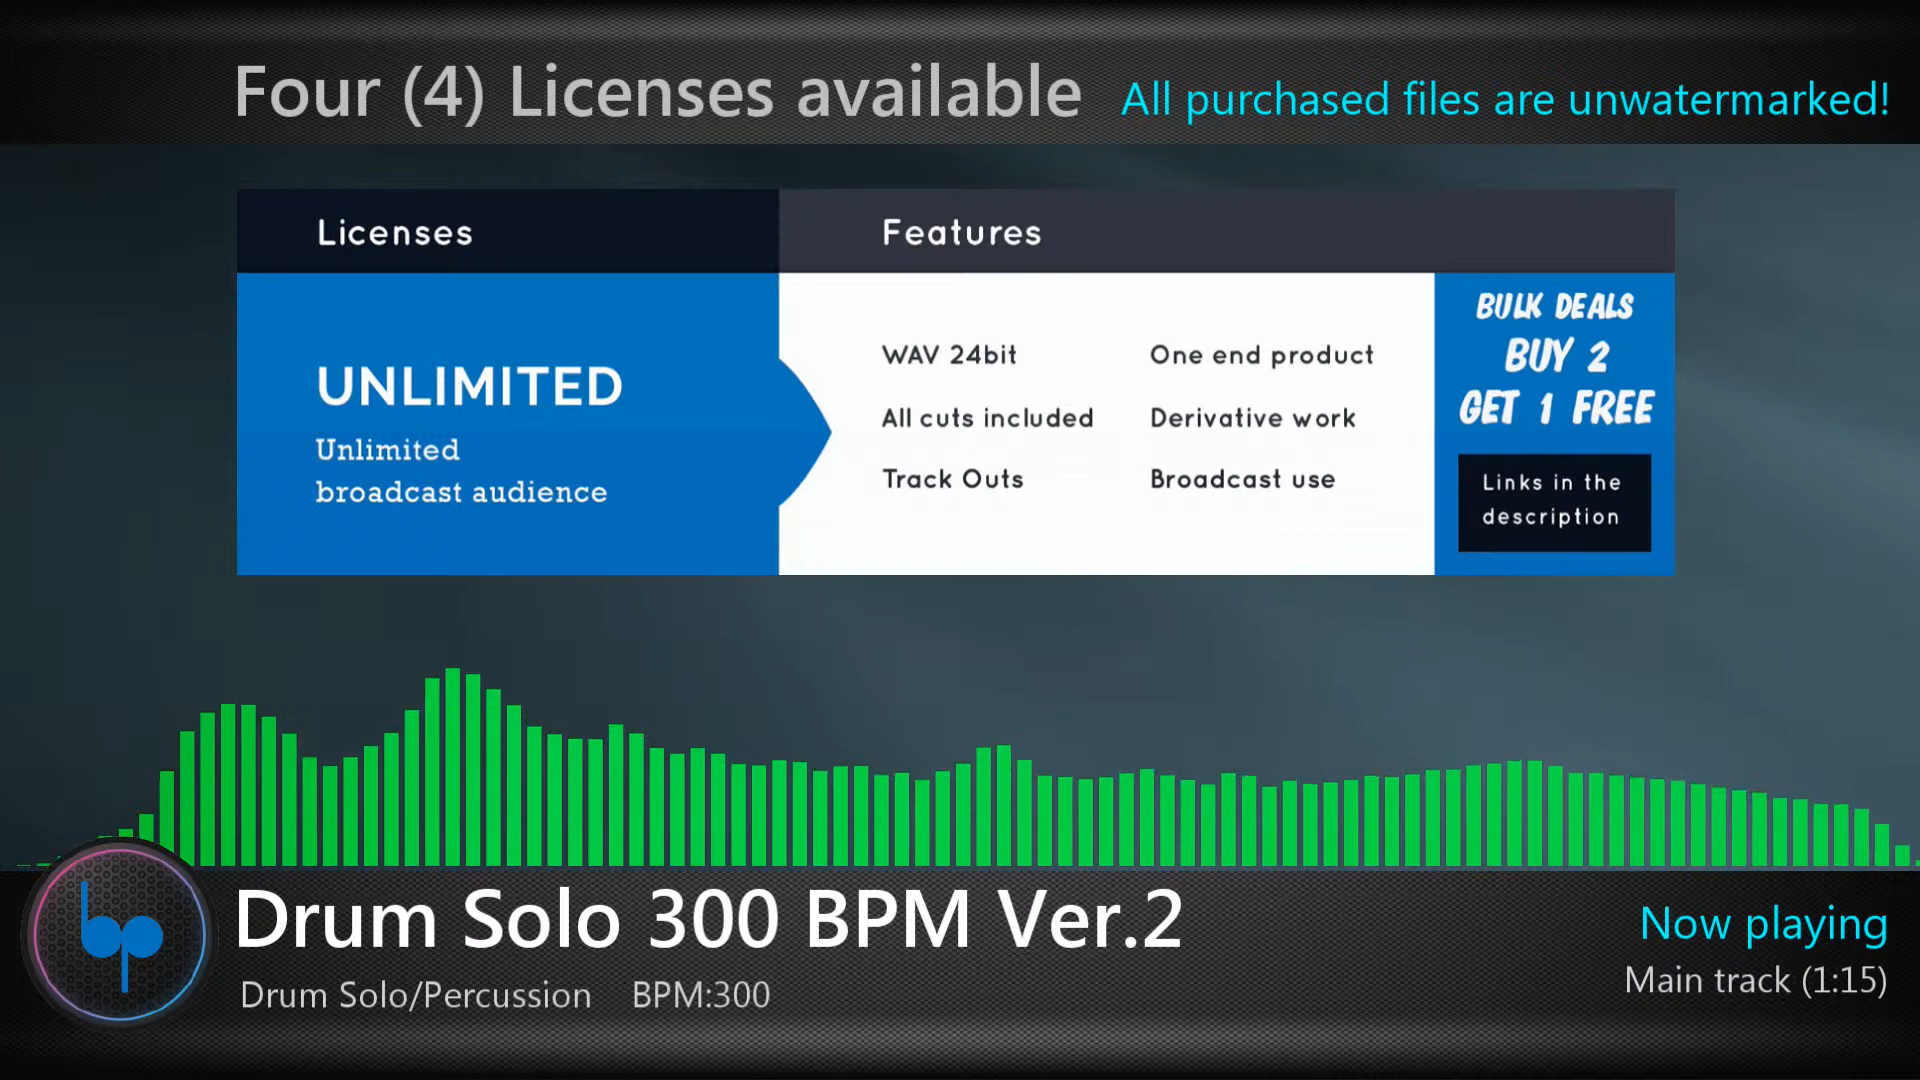 Four (4) Licenses available
All purchased files are unwatermarked!
Licenses
Features
UNLIMITED
Unlimited
broadcast audience
WAV 24bit
One end product
All cuts included
Derivative work
Track Outs
Broadcast use
BULK DEALS
BUY 2
GET 1 FREE
Links in the
description
bp
Drum Solo 300 BPM Ver.2
Drum Solo/Percussion BPM:300
Now playing
Main track (1:15)